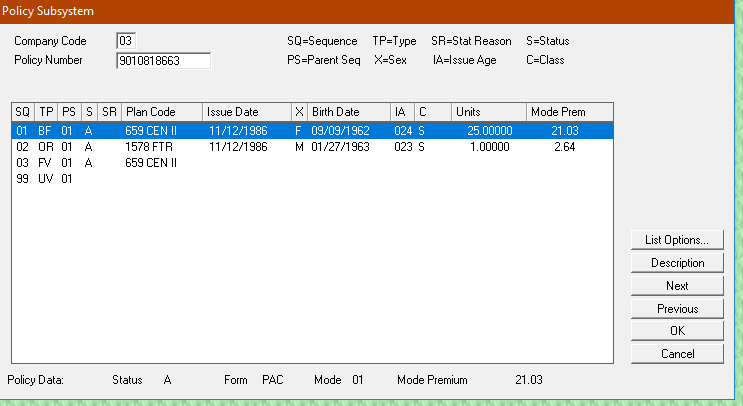 Policy Subsystem
Company Code 03 SQ=Sequence TP=Type SR=Stat Reason S=Status
Policy Number 9010818663 PS=Parent Seq X=Sex IA=Issue Age C=Class
SQ TP PS S SR Plan Code Issue Date X Birth Date IA C Units Mode Prem
01 BF 01 A 659 CEN II 11/12/1986 F 09/09/1962 024 S 25.00000 21.03
02 OR 01 A 1578 FTR 11/12/1986 M 01/27/1963 023 S 1.00000 2.64
03 FV 01 A 659 CEN II
99 UV 01
List Options...
Description
Next
Previous
OK
Cancel
Policy Data: Status A Form PAC Mode 01 Mode Premium 21.03